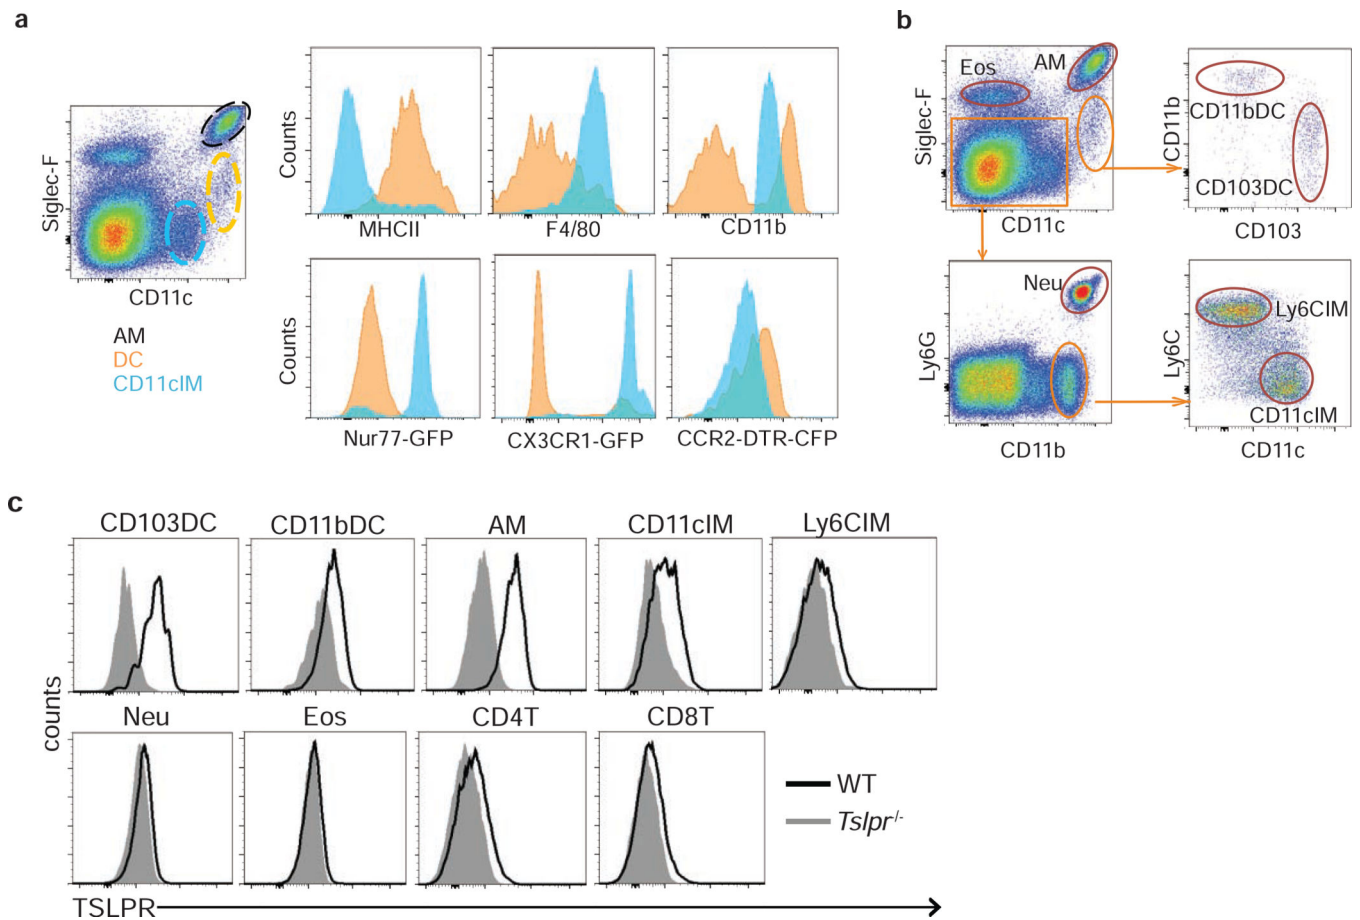 a
Siglec-F
CD11c
AM
DC
CD11cIM
Counts
MHCII
F4/80
CD11b
Counts
Nur77-GFP
CX3CR1-GFP
CCR2-DTR-CFP
b
Siglec-F
Eos
AM
CD11c
CD11b
CD11bDC
CD103DC
CD103
Ly6G
Neu
CD11b
Ly6C
Ly6CIM
CD11cIM
CD11c
c
counts
CD103DC
CD11bDC
AM
CD11cIM
Ly6CIM
Neu
Eos
CD4T
CD8T
WT
Tslpr-/-
TSLPR